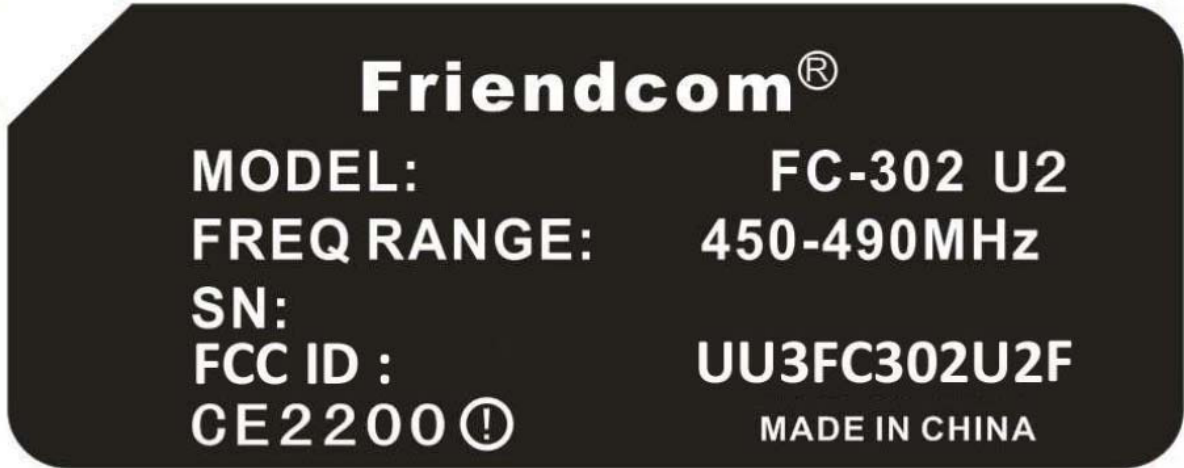 Friendcom®
MODEL: FC-302 U2
FREQ RANGE: 450-490MHz
SN:
FCC ID : UU3FC302U2F
CE2200 MADE IN CHINA